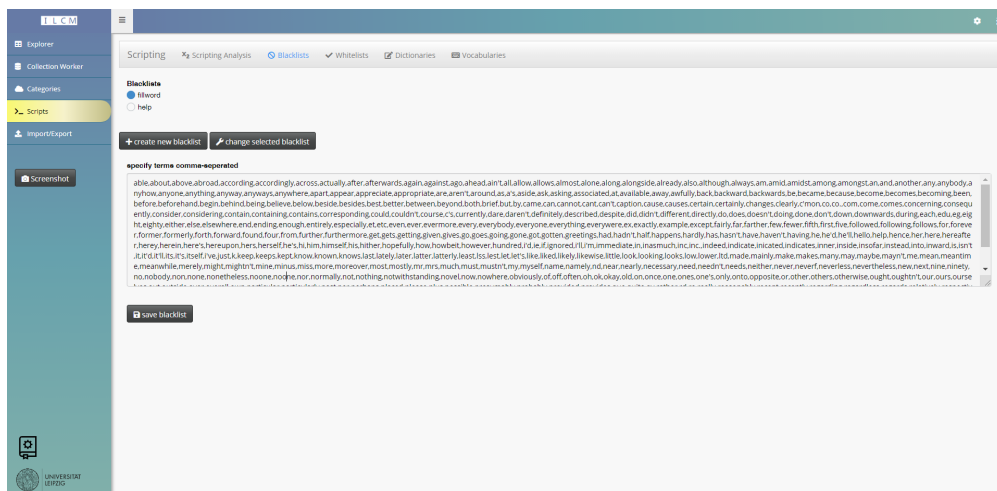 ILCM
Explorer
Collection Worker
Categories
Scripts
Import/Export
Screenshot
UNIVERSITÄT
LEIPZIG
Scripting Scripting Analysis Blacklists Whitelists Dictionaries Vocabularies
Blacklists
fillword
help
create new blacklist change selected blacklist
specify terms comma-seperated
able,about,above,abroad,according,accordingly,across,actually,after,afterwards,again,against,ago,ahead,ain't,all,allow,allows,almost,alone,along,alongside,already,also,although,always,am,amid,amidst,among,amongst,an,and,another,any,anybody,a
nyhow,anyone,anything,anyway,anyways,anywhere,apart,appear,appreciate,appropriate,are,aren't,around,as,a's,aside,ask,asking,associated,at,available,away,awfully,back,backward,backwards,be,became,because,become,becomes,becoming,been,
before,beforehand,begin,behind,being,believe,below,beside,besides,best,better,between,beyond,both,brief,but,by,came,can,cannot,cant,can't,caption,cause,causes,certain,certainly,changes,clearly,c'mon,co,co.,com,come,comes,concerning,consequ
ently,consider,considering,contain,containing,contains,corresponding,could,couldn't,course,c's,currently,dare,daren't,definitely,described,despite,did,didn't,different,directly,do,does,doesn't,doing,done,don't,down,downwards,during,each,edu,eg,eig
ht,eighty,either,else,elsewhere,end,ending,enough,entirely,especially,et,etc,even,ever,evermore,every,everybody,everyone,everything,everywere,ex,exactly,example,except,fairly,far,farther,few,fewer,fifth,first,five,followed,following,follows,for,foreve
r,former,formerly,forth,forward,found,four,from,further,furthermore,get,gets,getting,given,gives,go,goes,going,gone,got,gotten,greetings,had,hadn't,half,happens,hardly,has,hasn't,have,haven't,having,he,he'd,he'll,hello,help,hence,her,here,hereafte
r,herey,herein,here's,hereupon,hers,herself,he's,hi,him,himself,his,hither,hopefully,how,howbeit,however,hundred,i'd,ie,if,ignored,i'll,i'm,immediate,in,inasmuch,inc,inc.,indeed,indicate,inicated,indicates,inner,inside,insofar,instead,into,inward,is,isn't
,it,it'd,it'll,its,it's,itself,i've,just,k,keep,keeps,kept,know,known,knows,last,lately,later,latter,latterly,least,lss,lest,let,let's,like,liked,likely,likewise,little,look,looking,looks,low,lower,ltd,made,mainly,make,makes,many,may,maybe,mayn't,me,mean,meantim
e,meanwhile,merely,might,mightn't,mine,minus,miss,more,moreover,most,mostly,mr,mrs,much,must,mustn't,my,myself,name,namely,nd,near,nearly,necessary,need,needn't,needs,neither,never,neverf,neverless,nevertheless,new,next,nine,ninety,
no,nobody,non,none,nonetheless,noone,noone,nor,normally,not,nothing,notwithstanding,novel,now,nowhere,obviously,of,off,often,oh,ok,okay,old,on,once,one,ones,one's,only,onto,opposite,or,other,others,otherwise,ought,oughtn't,our,ours,ourse
save blacklist